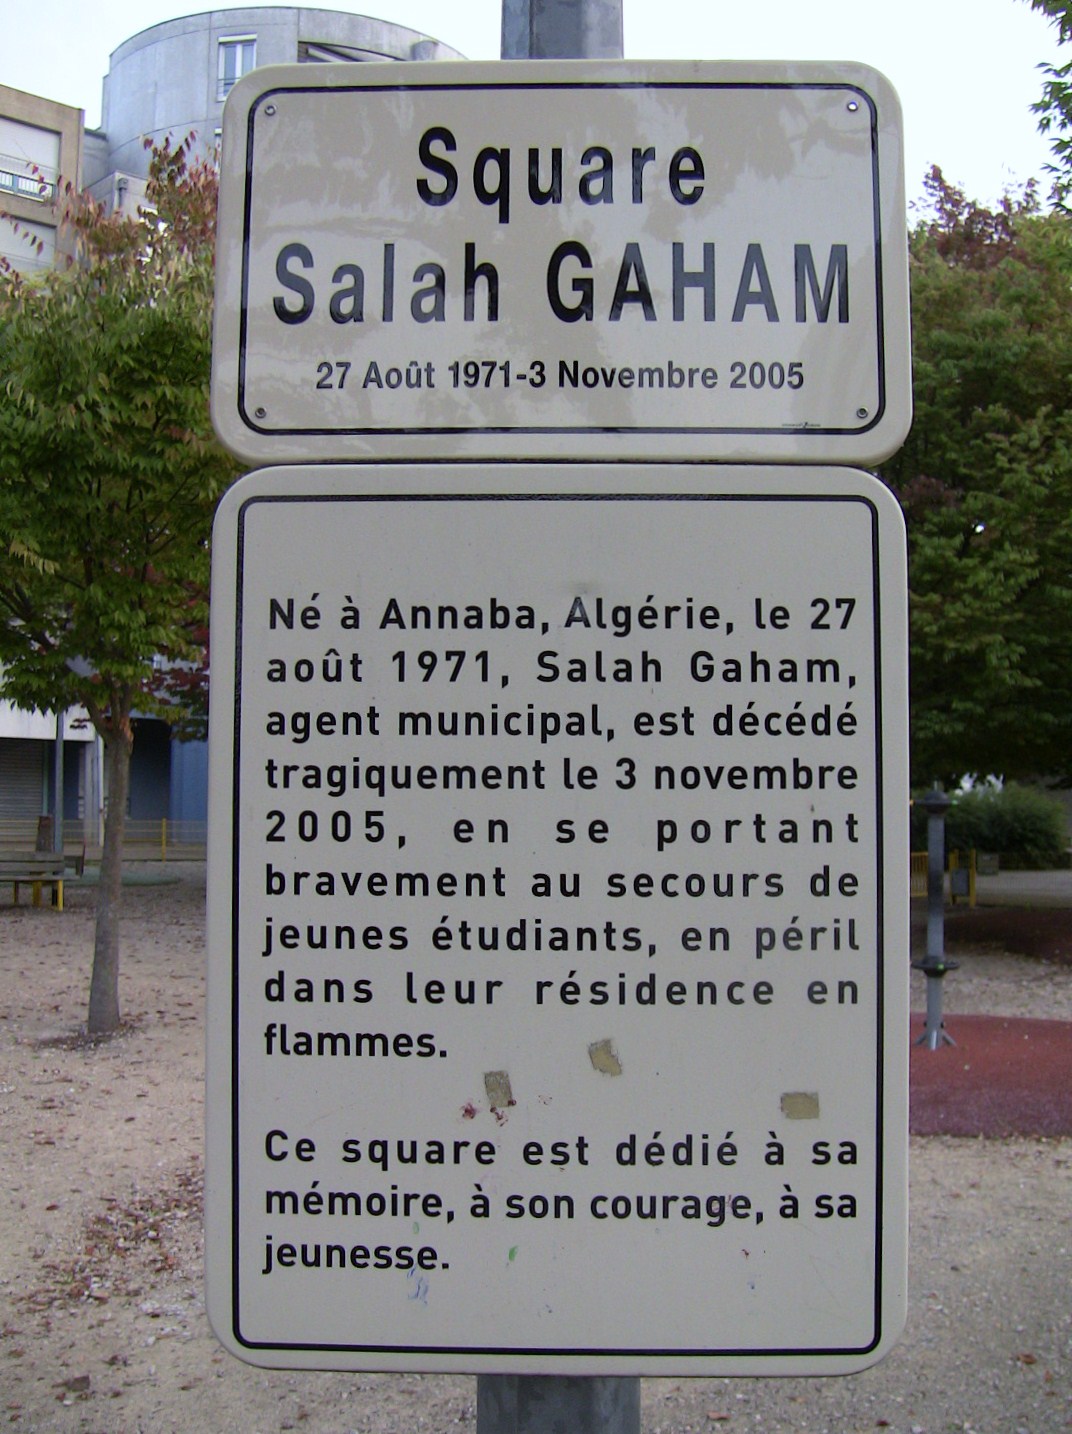 Square
Salah GAHAM
27 Août 1971-3 Novembre 2005
Né à Annaba, Algérie, le 27
août 1971, Salah Gaham,
agent municipal, est décédé
tragiquement le 3 novembre
2005, en se portant
bravement au secours de
jeunes étudiants, en péril
dans leur résidence en
flammes.
Ce square est dédié à sa
mémoire, à son courage, à sa
jeunesse.